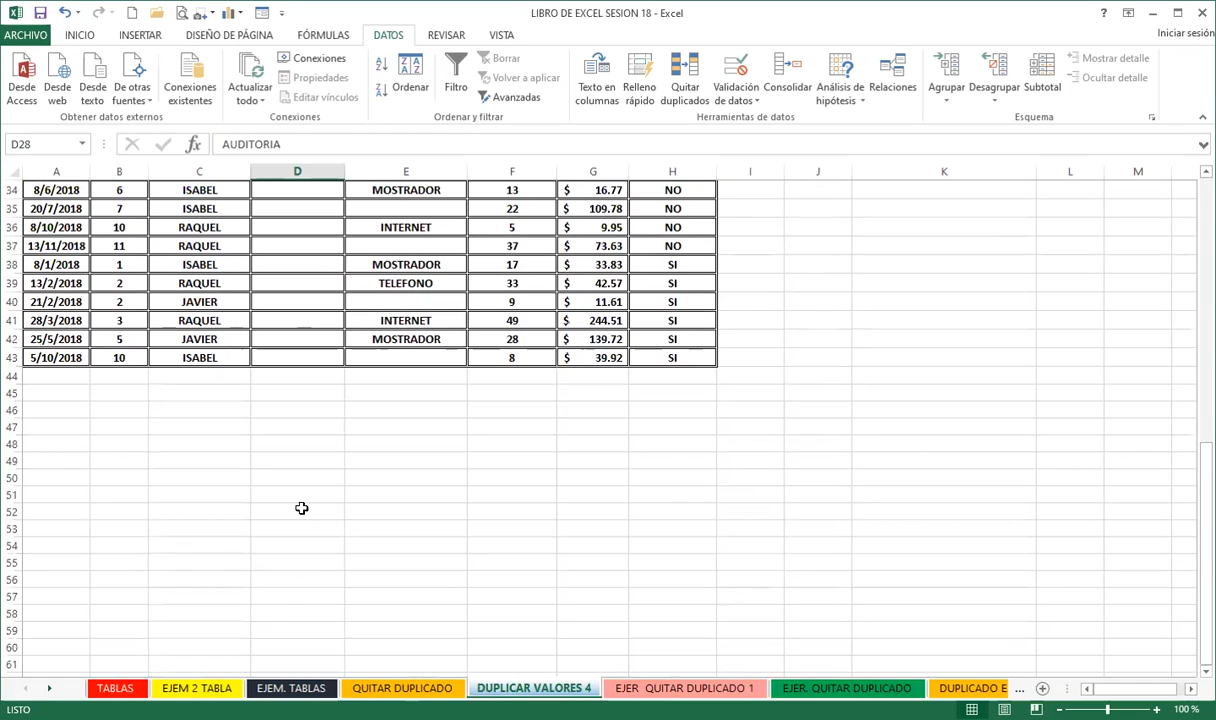 LIBRO DE EXCEL SESION 18 - Excel
?
ARCHIVO INICIO INSERTAR DISEÑO DE PÁGINA FÓRMULAS DATOS REVISAR VISTA Iniciar sesión
Desde Access
Desde web
Desde texto
De otras fuentes
Conexiones existentes
Obtener datos externos
Actualizar todo
Conexiones
Propiedades
Editar vínculos
Conexiones
Ordenar
Filtro
Borrar
Volver a aplicar
Avanzadas
Ordenar y filtrar
Texto en columnas
Relleno rápido
Quitar duplicados
Validación de datos
Consolidar
Análisis de hipótesis
Relaciones
Herramientas de datos
Agrupar
Desagrupar
Subtotal
Mostrar detalle
Ocultar detalle
Esquema
D28 fx AUDITORIA
A B C D E F G H I J K L M
34 8/6/2018 6 ISABEL MOSTRADOR 13 $ 16.77 NO
35 20/7/2018 7 ISABEL 22 $ 109.78 NO
36 8/10/2018 10 RAQUEL INTERNET 5 $ 9.95 NO
37 13/11/2018 11 RAQUEL 37 $ 73.63 NO
38 8/1/2018 1 ISABEL MOSTRADOR 17 $ 33.83 SI
39 13/2/2018 2 RAQUEL TELEFONO 33 $ 42.57 SI
40 21/2/2018 2 JAVIER 9 $ 11.61 SI
41 28/3/2018 3 RAQUEL INTERNET 49 $ 244.51 SI
42 25/5/2018 5 JAVIER MOSTRADOR 28 $ 139.72 SI
43 5/10/2018 10 ISABEL 8 $ 39.92 SI
44
45
46
47
48
49
50
51
52
53
54
55
56
57
58
59
60
61
TABLAS EJEM 2 TABLA EJEM. TABLAS QUITAR DUPLICADO DUPLICAR VALORES 4 EJER QUITAR DUPLICADO 1 EJER. QUITAR DUPLICADO DUPLICADO E ...
LISTO 100 %